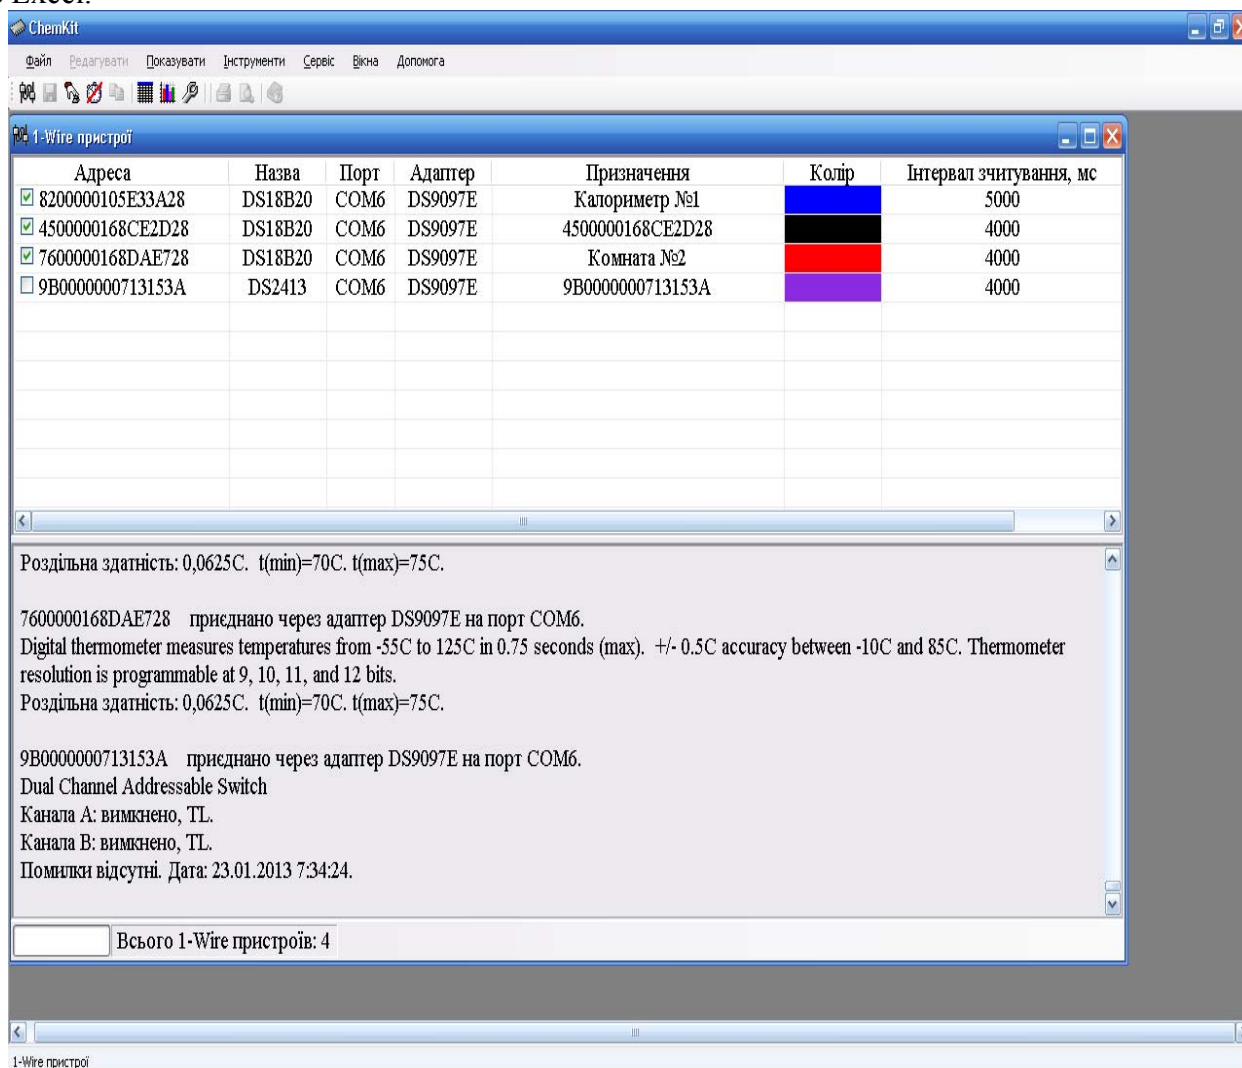 Excel.
ChemKit
Файл Редагувати Показувати Інструменти Сервіс Вікна Допомога
1-Wire пристрої
Адреса Назва Порт Адаптер Призначення Колір Інтервал зчитування, мс
8200000105E33A28 DS18B20 COM6 DS9097E Калориметр №1 5000
4500000168CE2D28 DS18B20 COM6 DS9097E 4500000168CE2D28 4000
7600000168DAE728 DS18B20 COM6 DS9097E Комната №2 4000
9B0000000713153A DS2413 COM6 DS9097E 9B0000000713153A 4000
Роздільна здатність: 0,0625C. t(min)=70C. t(max)=75C.
7600000168DAE728 приєднано через адаптер DS9097E на порт COM6.
Digital thermometer measures temperatures from -55C to 125C in 0.75 seconds (max). +/- 0.5C accuracy between -10C and 85C. Thermometer
resolution is programmable at 9, 10, 11, and 12 bits.
Роздільна здатність: 0,0625C. t(min)=70C. t(max)=75C.
9B0000000713153A приєднано через адаптер DS9097E на порт COM6.
Dual Channel Addressable Switch
Канала A: вимкнено, TL.
Канала B: вимкнено, TL.
Помилки відсутні. Дата: 23.01.2013 7:34:24.
Всього 1-Wire пристроїв: 4
1-Wire пристрої